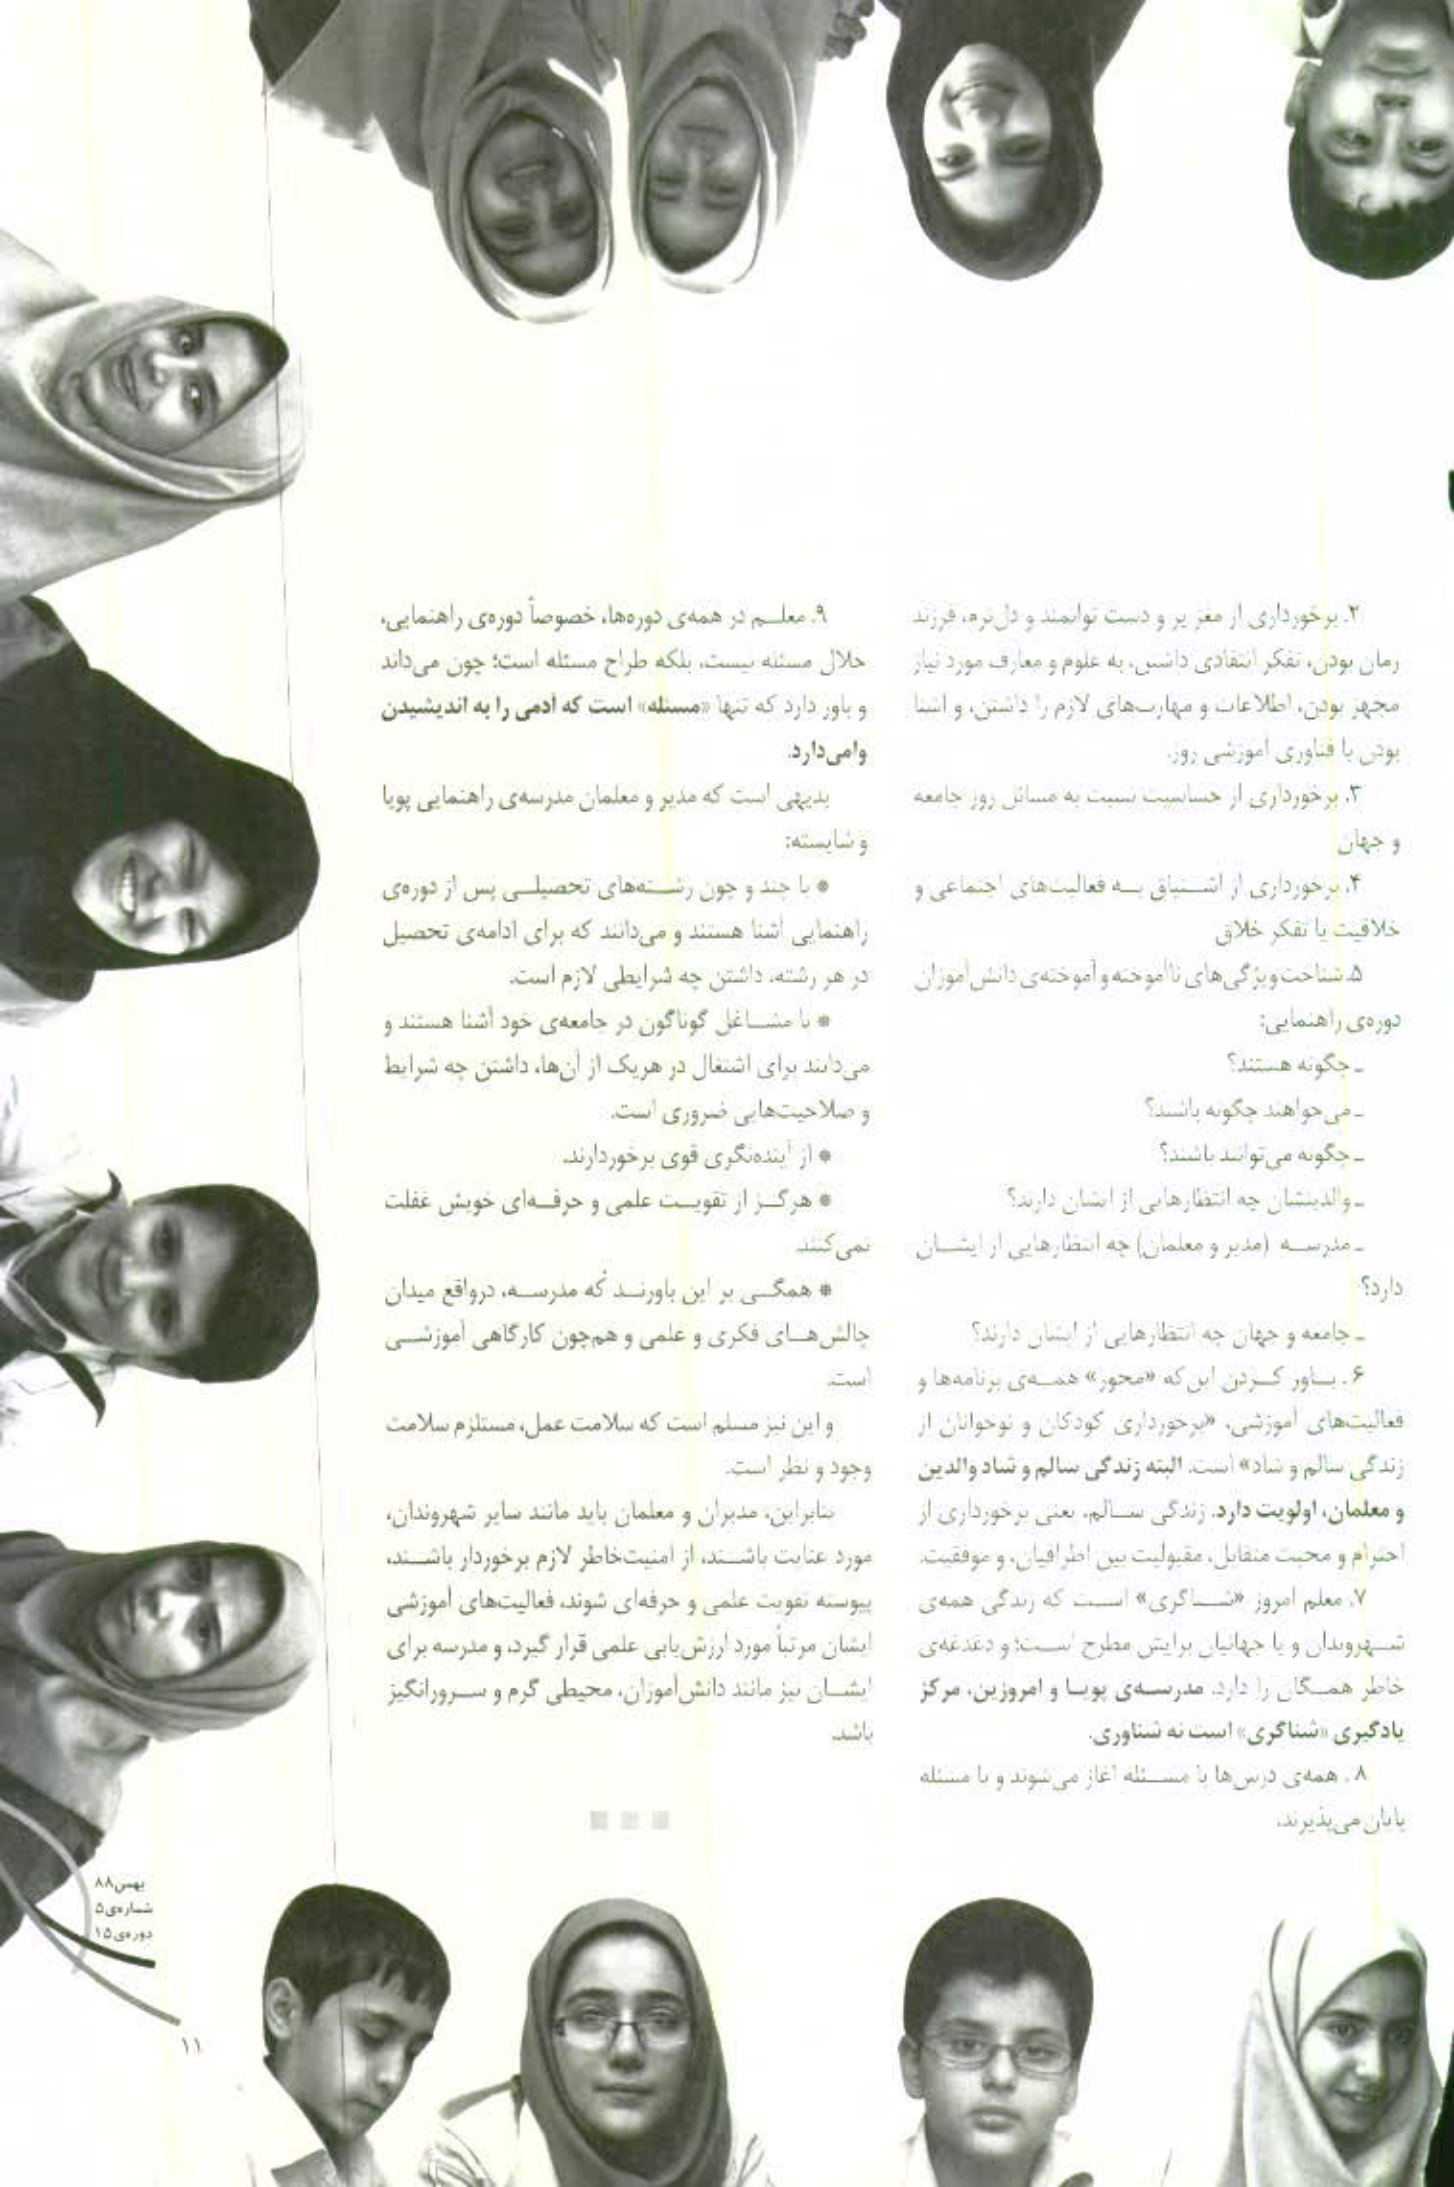 ۲. برخورداری از مغز پر و دست توانمند و دل نرم، فرزند
زمان بودن، تفکر انتقادی داشتن، به علوم و معارف مورد نیاز
مجهز بودن، اطلاعات و مهارت‌های لازم را داشتن، و آشنا
بودن با فناوری آموزشی روز.
۳. برخورداری از حساسیت نسبت به مسائل روز جامعه
و جهان
۴. برخورداری از اشتیاق به فعالیت‌های اجتماعی و
خلاقیت یا تفکر خلاق
۵. شناخت ویژگی‌های ناآموخته و آموخته‌ی دانش‌آموزان
دوره‌ی راهنمایی:
ـ چگونه هستند؟
ـ می‌خواهند چگونه باشند؟
ـ چگونه می‌توانند باشند؟
ـ والدینشان چه انتظارهایی از ایشان دارند؟
ـ مدرسه (مدیر و معلمان) چه انتظارهایی از ایشان
دارد؟
ـ جامعه و جهان چه انتظارهایی از ایشان دارند؟
۶. باور کردن این‌که «محور» همه‌ی برنامه‌ها و
فعالیت‌های آموزشی، «برخورداری کودکان و نوجوانان از
زندگی سالم و شاد» است. البته زندگی سالم و شاد والدین
و معلمان، اولویت دارد. زندگی سالم، یعنی برخورداری از
احترام و محبت متقابل، مقبولیت بین اطرافیان، و موفقیت.
۷. معلم امروز «شناگری» است که زندگی همه‌ی
شهروندان و یا جهانیان برایش مطرح است؛ و دغدغه‌ی
خاطر همگان را دارد. مدرسه‌ی پویا و امروزین، مرکز
یادگیری «شناگری» است نه شناوری.
۸. همه‌ی درس‌ها با مسئله آغاز می‌شوند و با مسئله
پایان می‌پذیرند.
۹. معلم در همه‌ی دوره‌ها، خصوصاً دوره‌ی راهنمایی،
حلال مسئله نیست، بلکه طراح مسئله است؛ چون می‌داند
و باور دارد که تنها «مسئله» است که آدمی را به اندیشیدن
وامی‌دارد.
بدیهی است که مدیر و معلمان مدرسه‌ی راهنمایی پویا
و شایسته:
* با چند و چون رشته‌های تحصیلی پس از دوره‌ی
راهنمایی آشنا هستند و می‌دانند که برای ادامه‌ی تحصیل
در هر رشته، داشتن چه شرایطی لازم است.
* با مشاغل گوناگون در جامعه‌ی خود آشنا هستند و
می‌دانند برای اشتغال در هریک از آن‌ها، داشتن چه شرایط
و صلاحیت‌هایی ضروری است.
* از آینده‌نگری قوی برخوردارند.
* هرگز از تقویت علمی و حرفه‌ای خویش غفلت
نمی‌کنند.
* همگی بر این باورند که مدرسه، درواقع میدان
چالش‌های فکری و علمی و هم‌چون کارگاهی آموزشی
است.
و این نیز مسلم است که سلامت عمل، مستلزم سلامت
وجود و نظر است.
بنابراین، مدیران و معلمان باید مانند سایر شهروندان،
مورد عنایت باشند، از امنیت‌خاطر لازم برخوردار باشند،
پیوسته تقویت علمی و حرفه‌ای شوند، فعالیت‌های آموزشی
ایشان مرتباً مورد ارزش‌یابی علمی قرار گیرد، و مدرسه برای
ایشان نیز مانند دانش‌آموزان، محیطی گرم و سرورانگیز
باشد.
بهمن ۸۸
شماره‌ی ۵
دوره‌ی ۱۵
۱۱